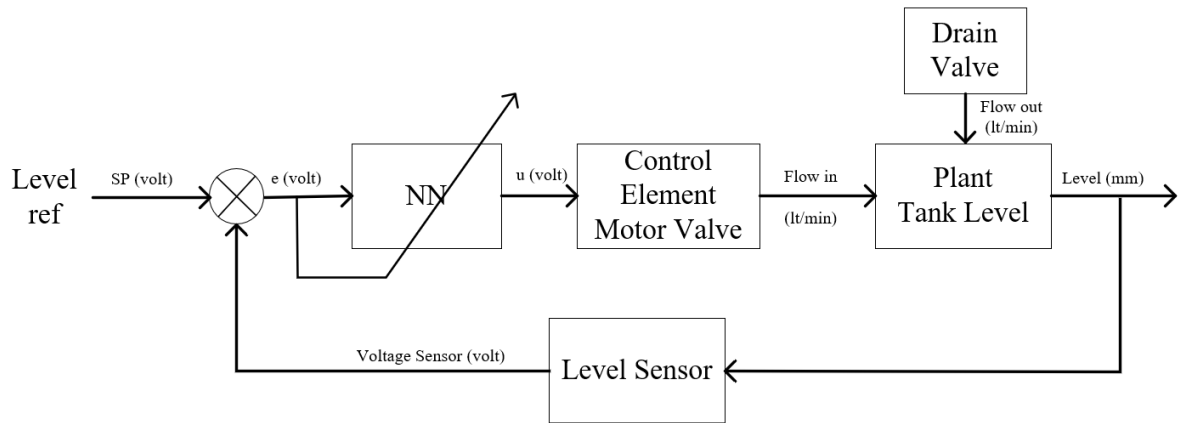 Drain
Valve
Flow out
(lt/min)
Level
ref
SP (volt)
e (volt)
NN
u (volt)
Control
Element
Motor Valve
Flow in
(lt/min)
Plant
Tank Level
Level (mm)
Voltage Sensor (volt)
Level Sensor